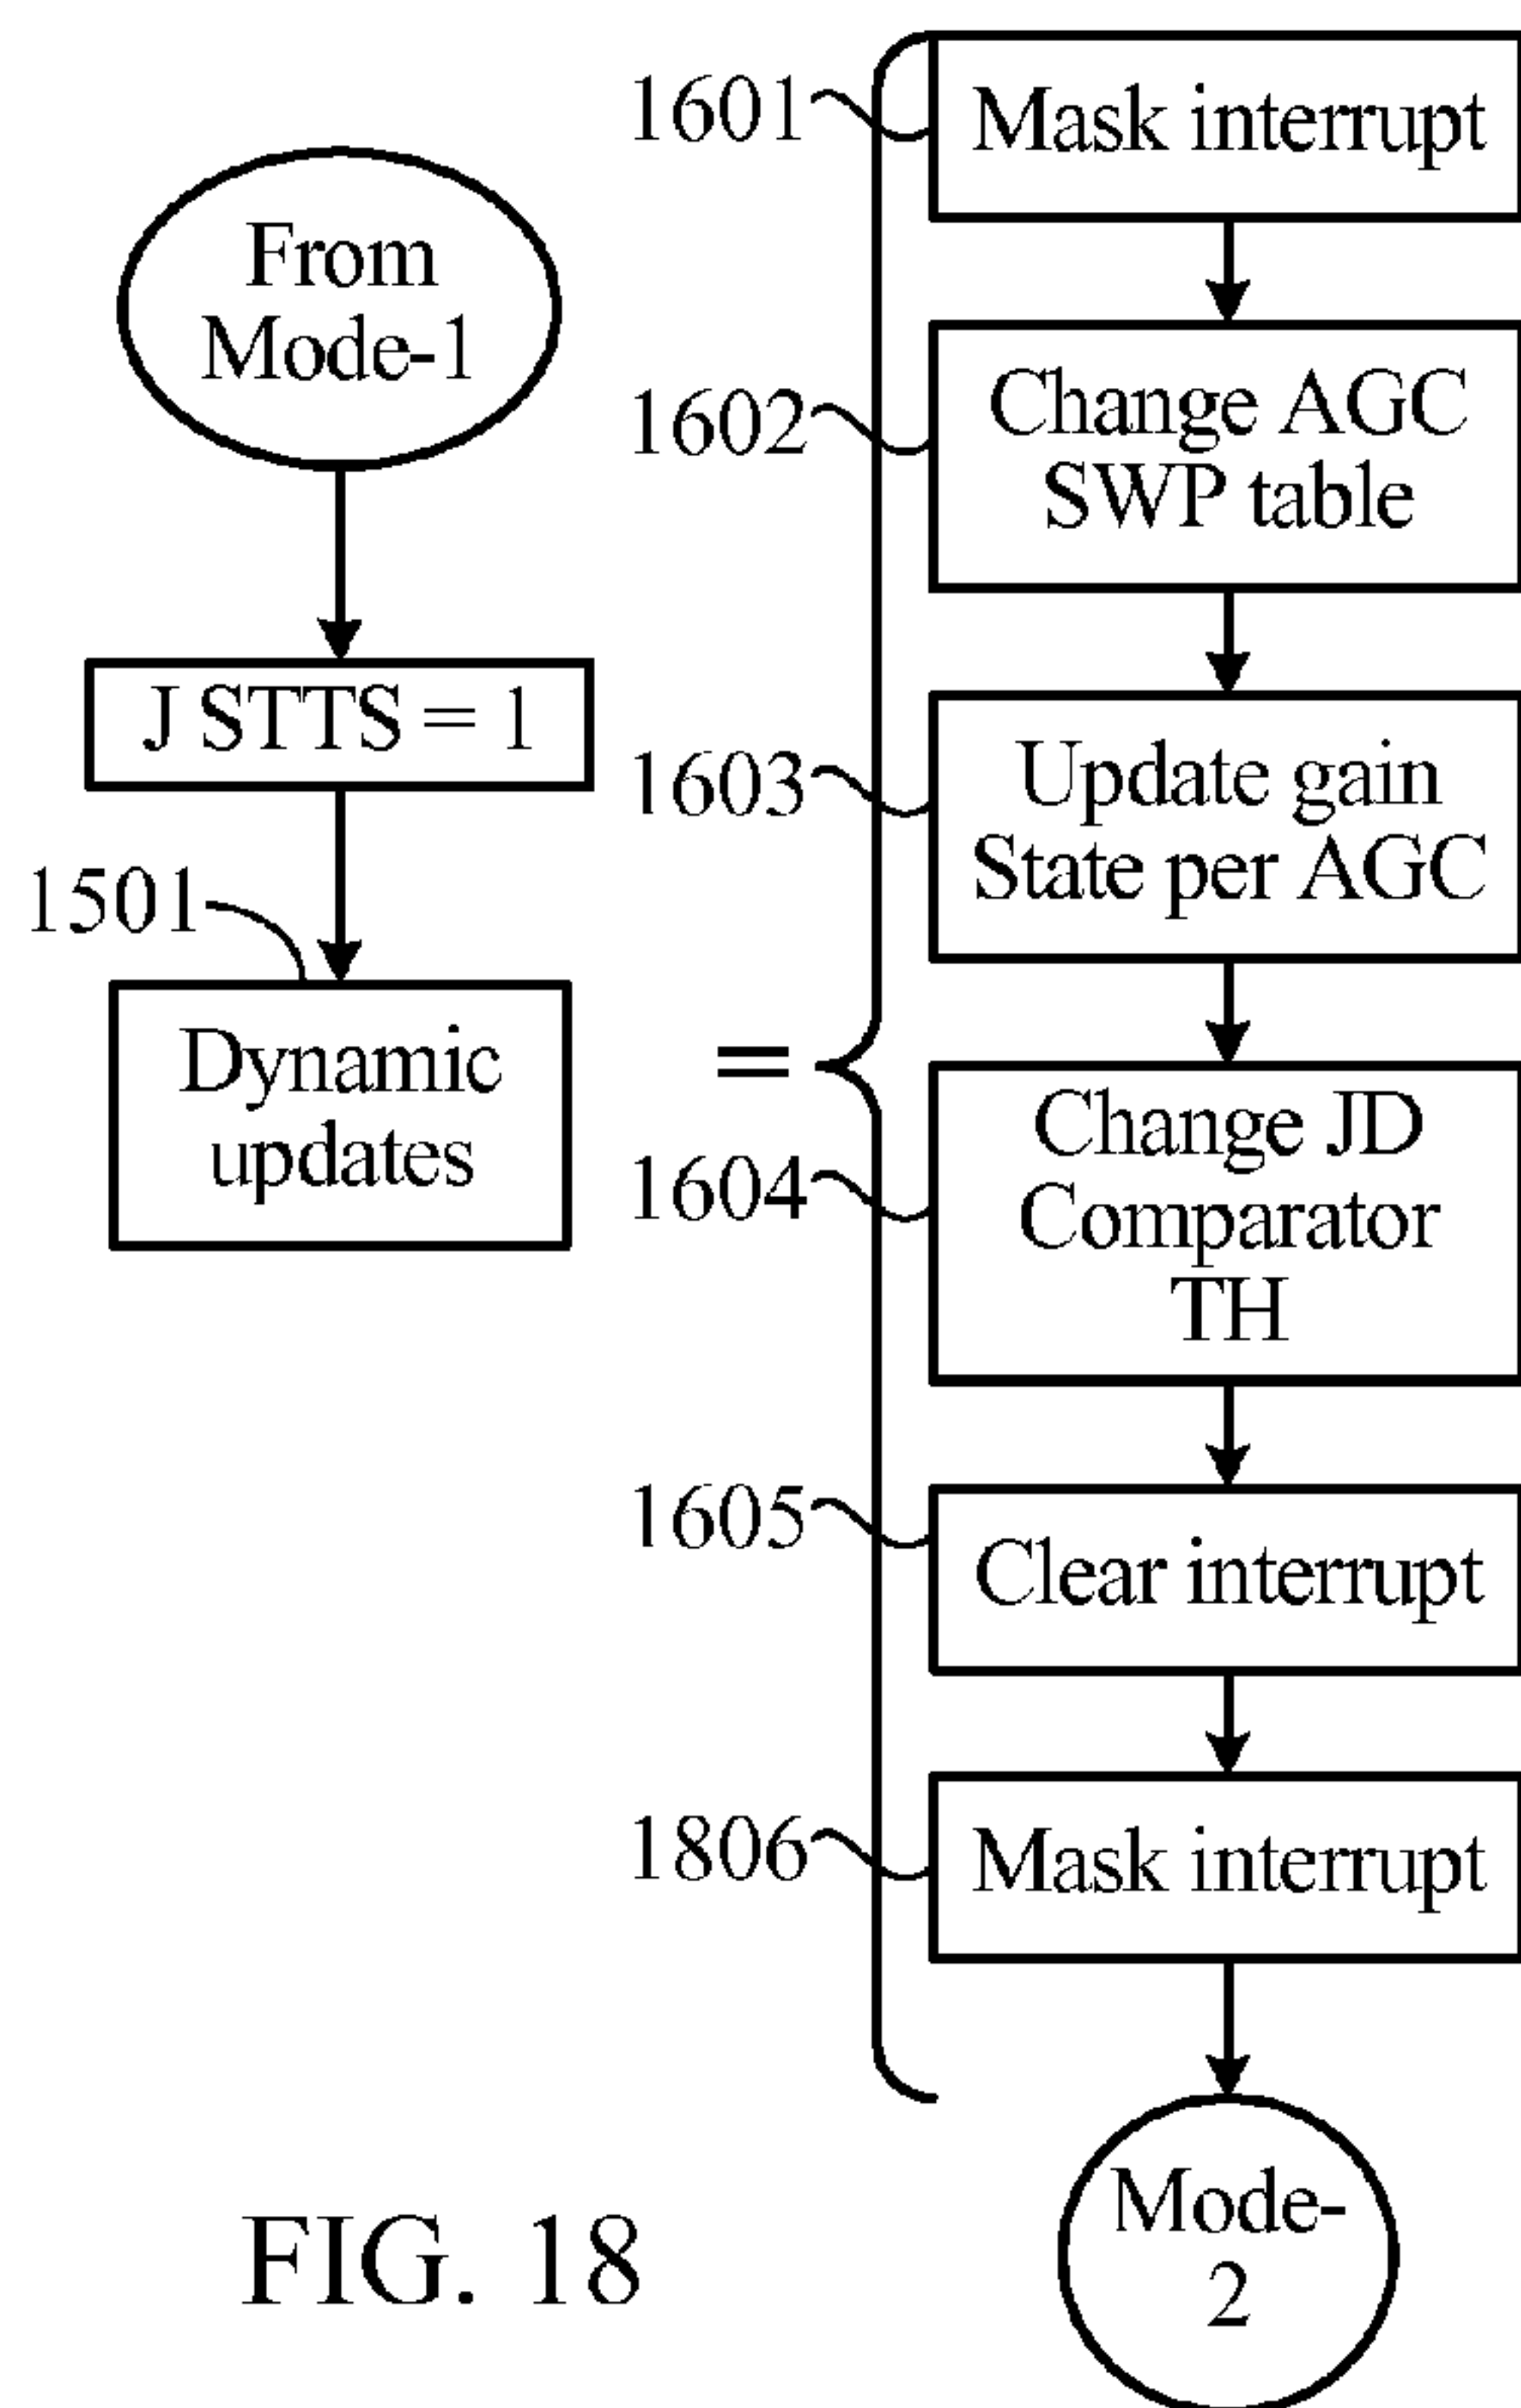 From
Mode-1
J STTS = 1
1501
Dynamic
updates
=
1601
Mask interrupt
1602
Change AGC
SWP table
1603
Update gain
State per AGC
1604
Change JD
Comparator
TH
1605
Clear interrupt
1806
Mask interrupt
Mode-
2
FIG. 18